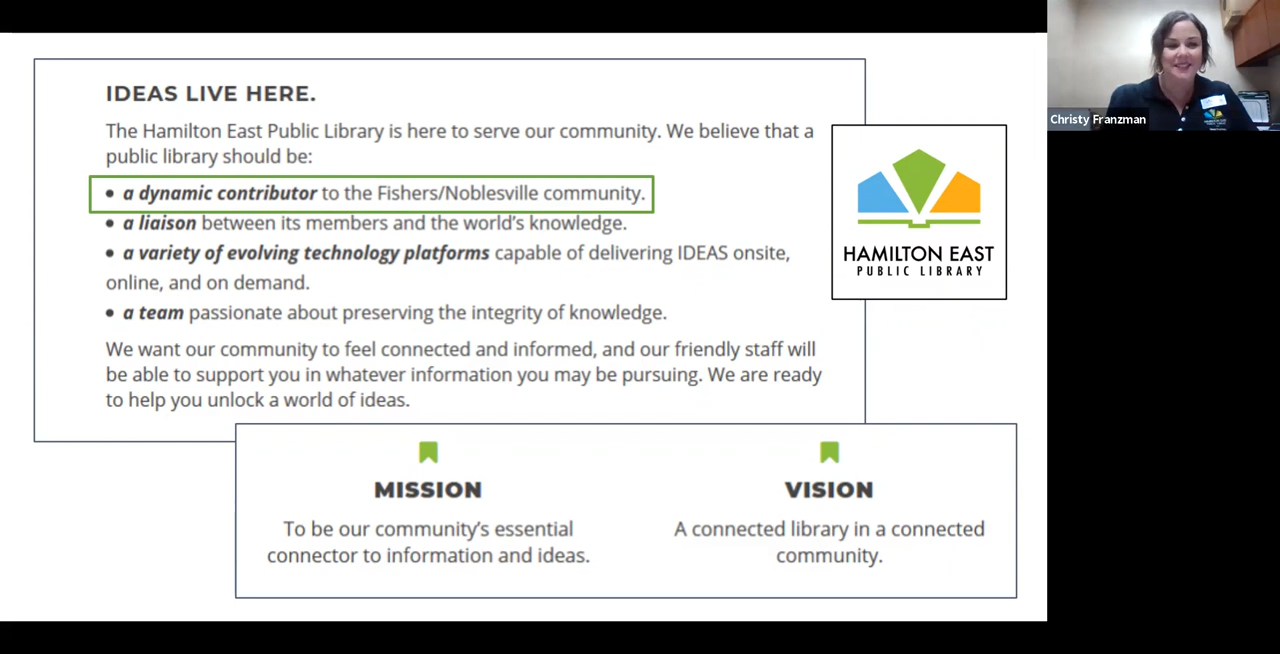 IDEAS LIVE HERE.
The Hamilton East Public Library is here to serve our community. We believe that a
public library should be:
• a dynamic contributor to the Fishers/Noblesville community.
• a liaison between its members and the world's knowledge.
• a variety of evolving technology platforms capable of delivering IDEAS onsite,
online, and on demand.
• a team passionate about preserving the integrity of knowledge.
We want our community to feel connected and informed, and our friendly staff will
be able to support you in whatever information you may be pursuing. We are ready
to help you unlock a world of ideas.
HAMILTON EAST
PUBLIC LIBRARY
MISSION
To be our community's essential
connector to information and ideas.
VISION
A connected library in a connected
community.
Christy Franzman